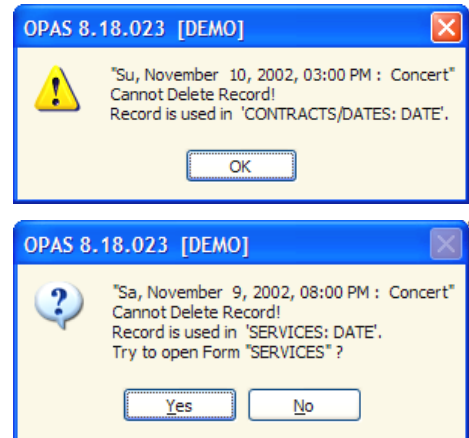 OPAS 8.18.023 [DEMO]
"Su, November 10, 2002, 03:00 PM : Concert"
Cannot Delete Record!
Record is used in 'CONTRACTS/DATES: DATE'.
OK
OPAS 8.18.023 [DEMO]
"Sa, November 9, 2002, 08:00 PM : Concert"
Cannot Delete Record!
Record is used in 'SERVICES: DATE'.
Try to open Form "SERVICES" ?
Yes No